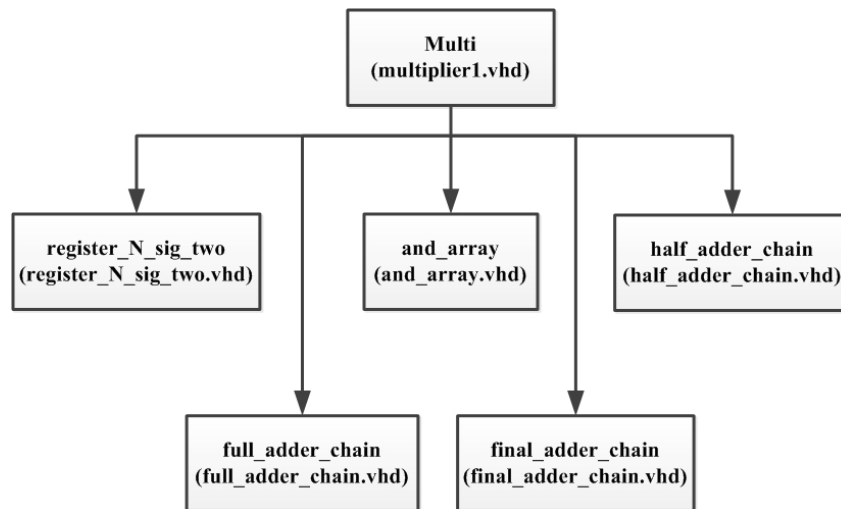 Multi
(multiplier1.vhd)
register_N_sig_two
(register_N_sig_two.vhd)
and_array
(and_array.vhd)
half_adder_chain
(half_adder_chain.vhd)
full_adder_chain
(full_adder_chain.vhd)
final_adder_chain
(final_adder_chain.vhd)